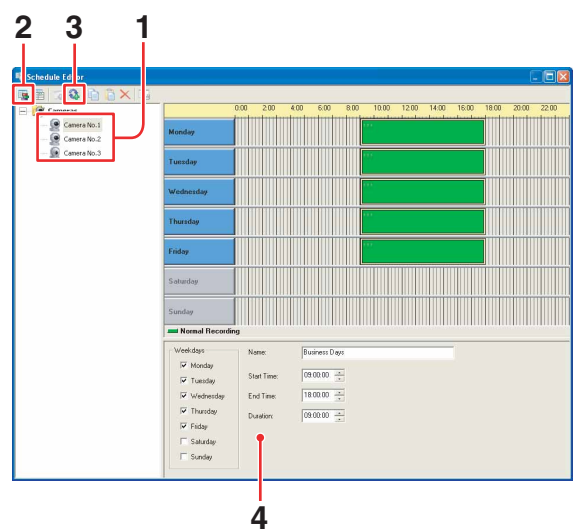 2 3 1
Schedule Editor
Cameras
Camera No.1
Camera No.2
Camera No.3
0:00 2:00 4:00 6:00 8:00 10:00 12:00 14:00 16:00 18:00 20:00 22:00
Monday
Tuesday
Wednesday
Thursday
Friday
Saturday
Sunday
Normal Recording
Weekdays
Monday
Tuesday
Wednesday
Thursday
Friday
Saturday
Sunday
Name: Business Days
Start Time: 09:00:00
End Time: 18:00:00
Duration: 09:00:00
4